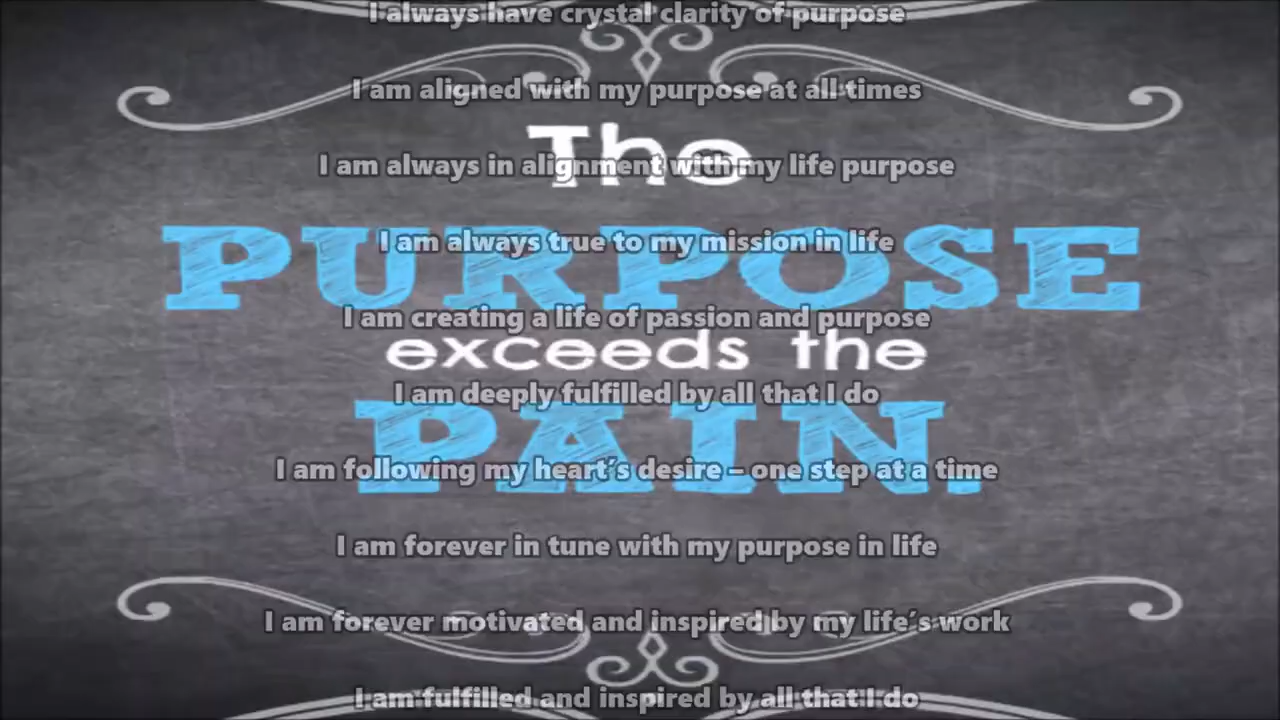 I always have crystal clarity of purpose
I am aligned with my purpose at all times
The
I am always in alignment with my life purpose
PURPOSE
I am always true to my mission in life
I am creating a life of passion and purpose
exceeds the
I am deeply fulfilled by all that I do
PAIN.
I am following my heart’s desire – one step at a time
I am forever in tune with my purpose in life
I am forever motivated and inspired by my life’s work
I am fulfilled and inspired by all that I do